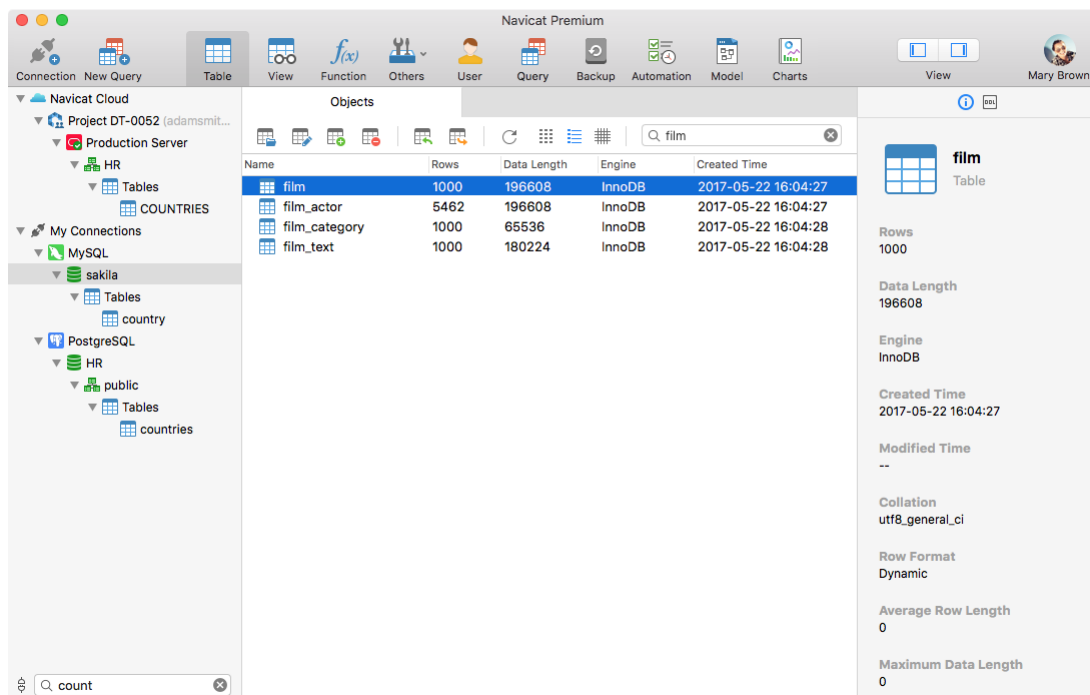 Navicat Premium
Connection New Query Table View Function Others User Query Backup Automation Model Charts View Mary Brown
f(x)
Navicat Cloud
Project DT-0052 (adamsmit...
Production Server
HR
Tables
COUNTRIES
My Connections
MySQL
sakila
Tables
country
PostgreSQL
HR
public
Tables
countries
count
Objects
film
Name Rows Data Length Engine Created Time
film 1000 196608 InnoDB 2017-05-22 16:04:27
film_actor 5462 196608 InnoDB 2017-05-22 16:04:27
film_category 1000 65536 InnoDB 2017-05-22 16:04:28
film_text 1000 180224 InnoDB 2017-05-22 16:04:28
DDL
film
Table
Rows
1000
Data Length
196608
Engine
InnoDB
Created Time
2017-05-22 16:04:27
Modified Time
--
Collation
utf8_general_ci
Row Format
Dynamic
Average Row Length
0
Maximum Data Length
0